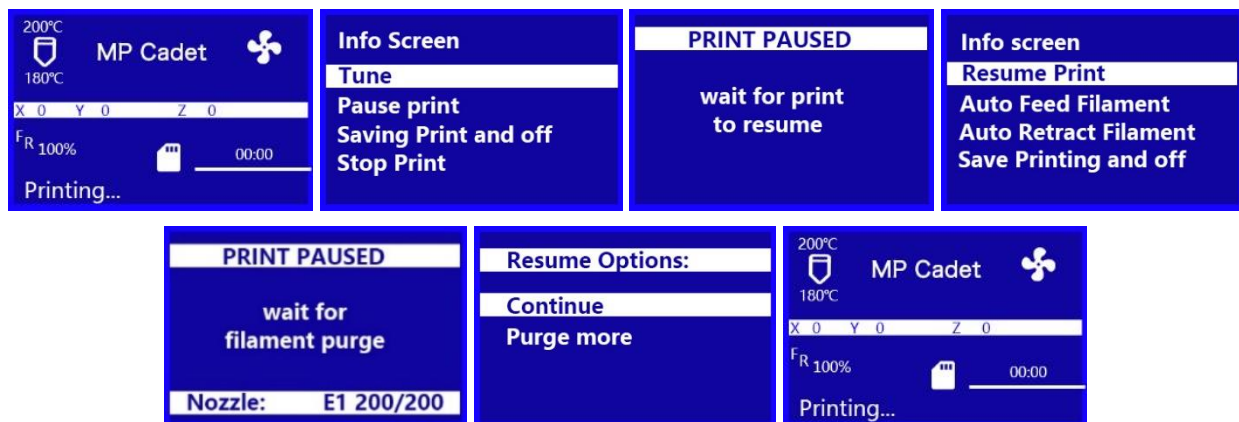 200℃
MP Cadet
180℃
X 0 Y 0 Z 0
FR 100%
00:00
Printing...
Info Screen
Tune
Pause print
Saving Print and off
Stop Print
PRINT PAUSED
wait for print
to resume
Info screen
Resume Print
Auto Feed Filament
Auto Retract Filament
Save Printing and off
PRINT PAUSED
wait for
filament purge
Nozzle: E1 200/200
Resume Options:
Continue
Purge more
200℃
MP Cadet
180℃
X 0 Y 0 Z 0
FR 100%
00:00
Printing...